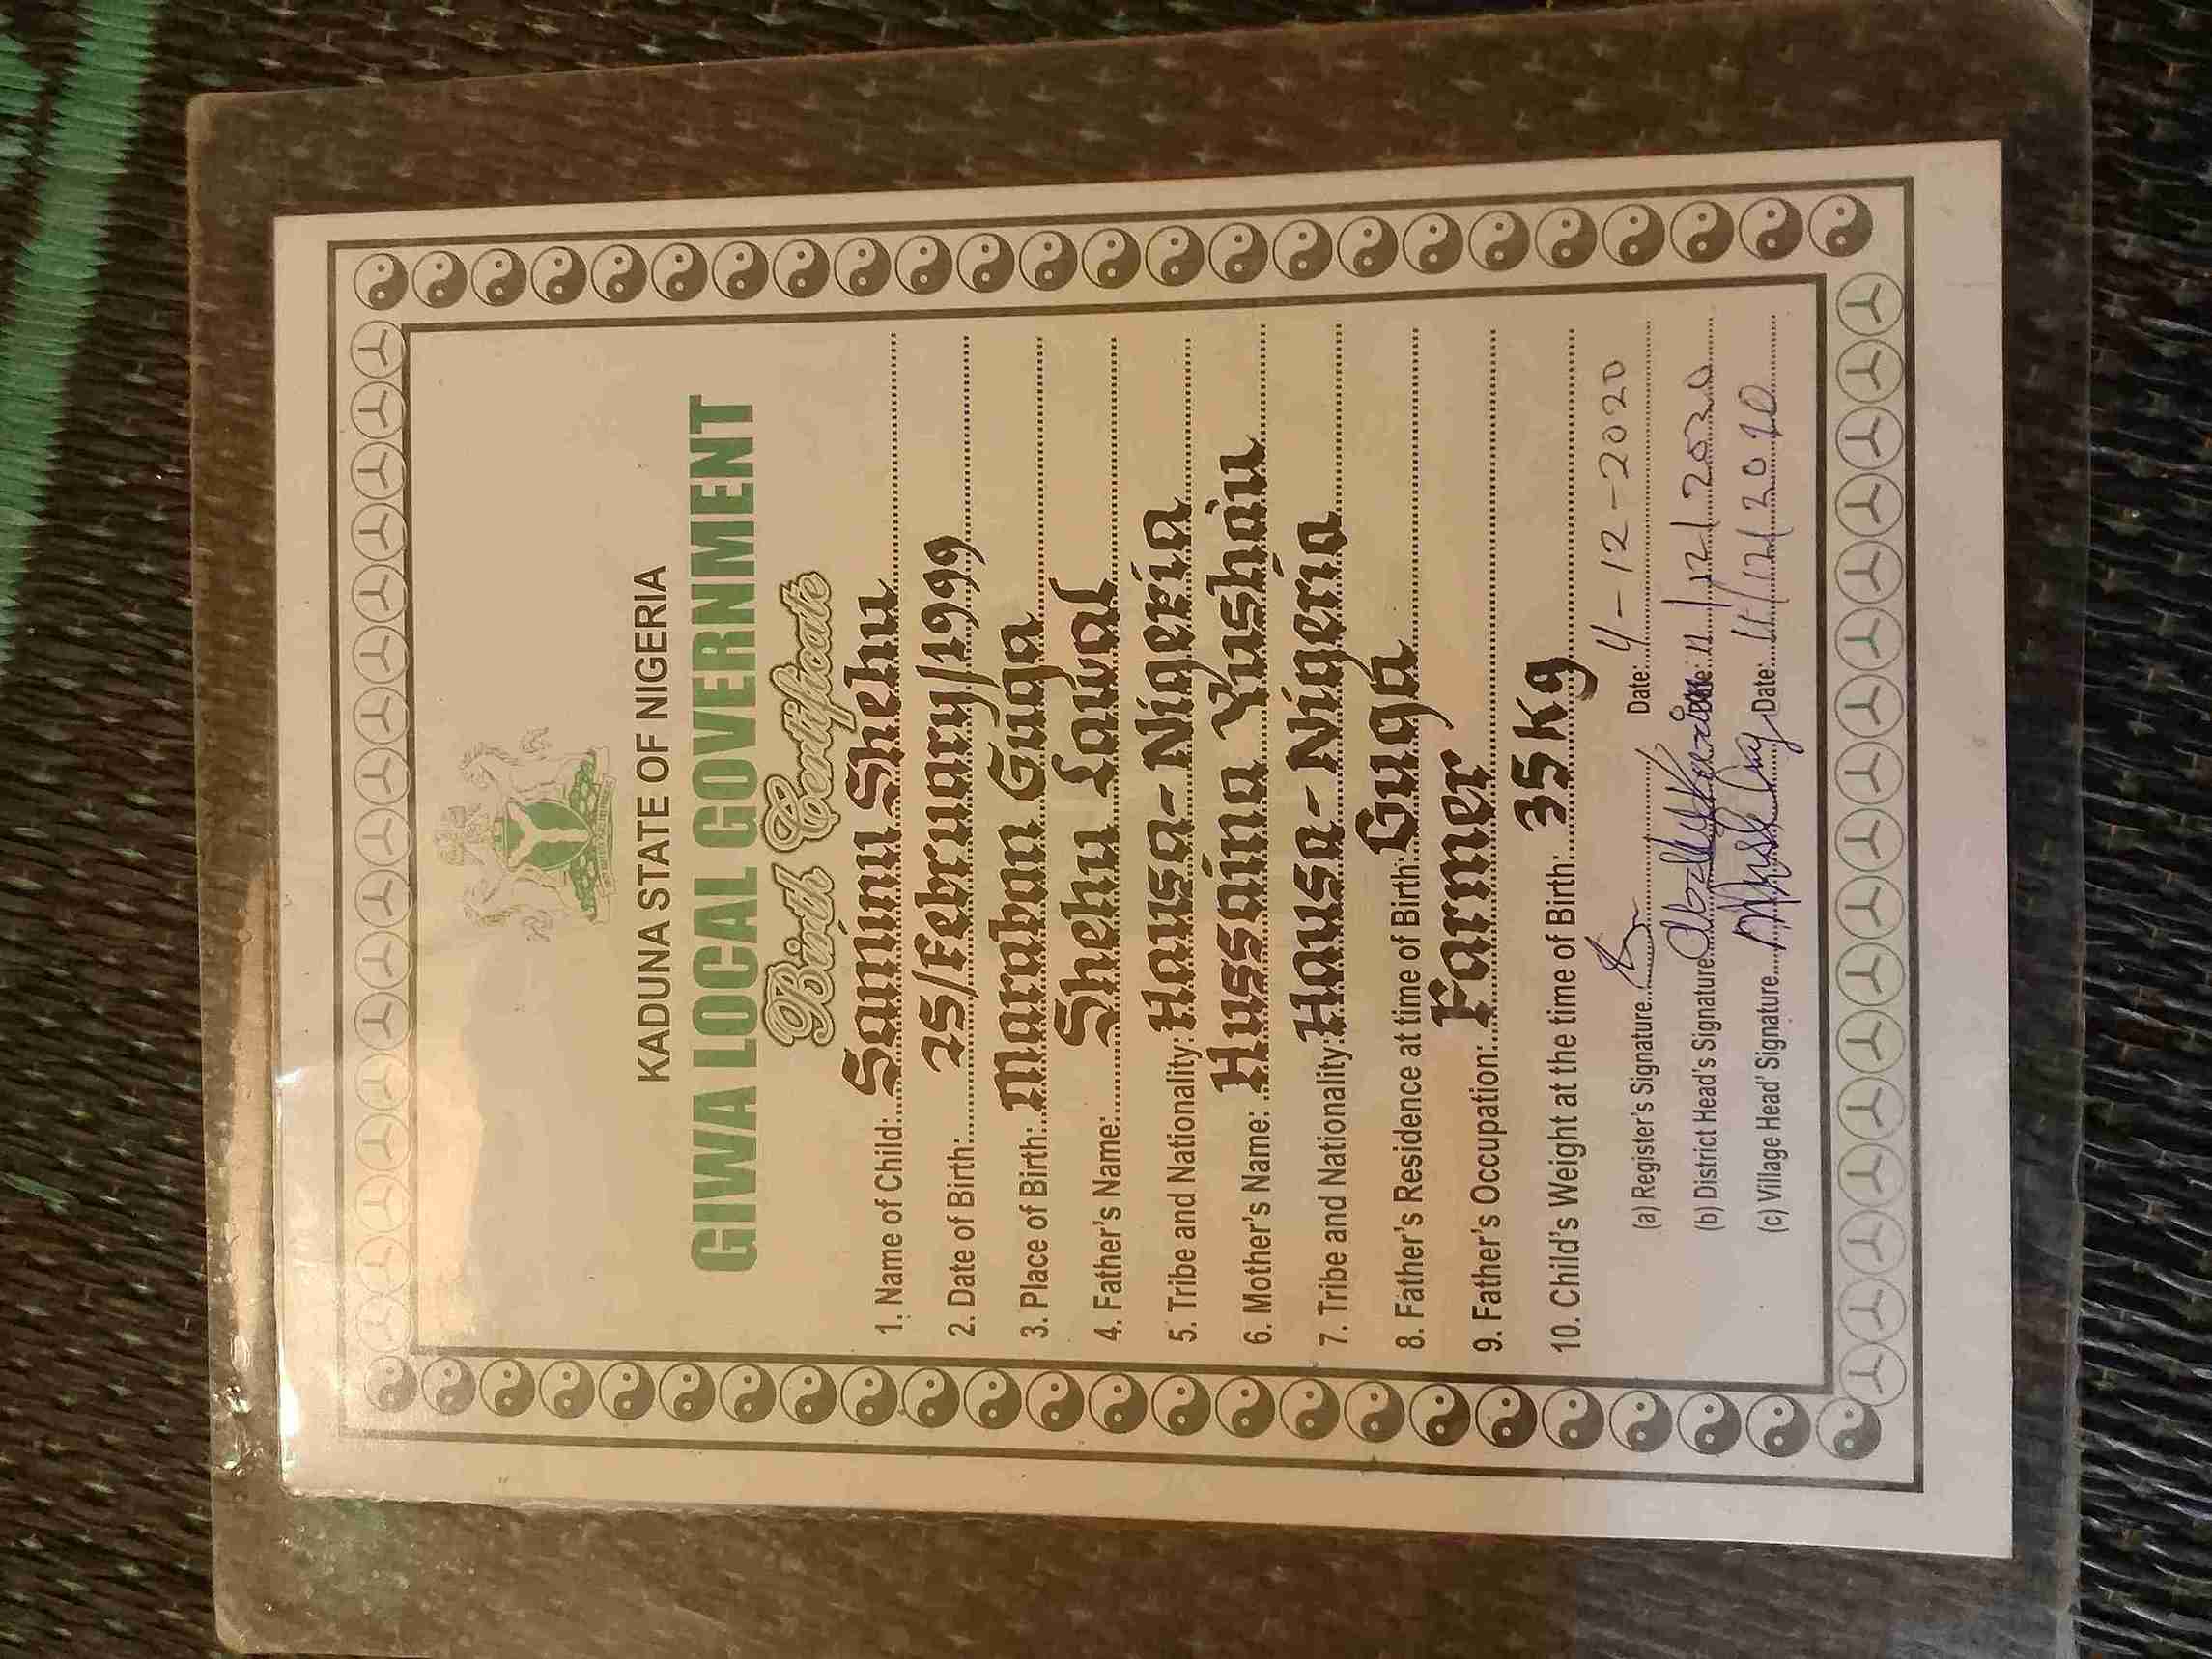 KADUNA STATE OF NIGERIA
GIWA LOCAL GOVERNMENT
Birth Certificate
1. Name of Child: Saminu Shehu
2. Date of Birth: 25/February/1999
3. Place of Birth: Maraban Guga
4. Father's Name: Shehu Lawal
5. Tribe and Nationality: Hausa-Nigeria
6. Mother's Name: Hussaina Yushaiu
7. Tribe and Nationality: Hausa-Nigeria
8. Father's Residence at time of Birth: Guga
9. Father's Occupation: Farmer
10. Child's Weight at the time of Birth: 35Kg
(a) Register's Signature Date: 4-12-2020
(b) District Head's Signature 11/12/2020
(c) Village Head' Signature Date: 11/12/2020